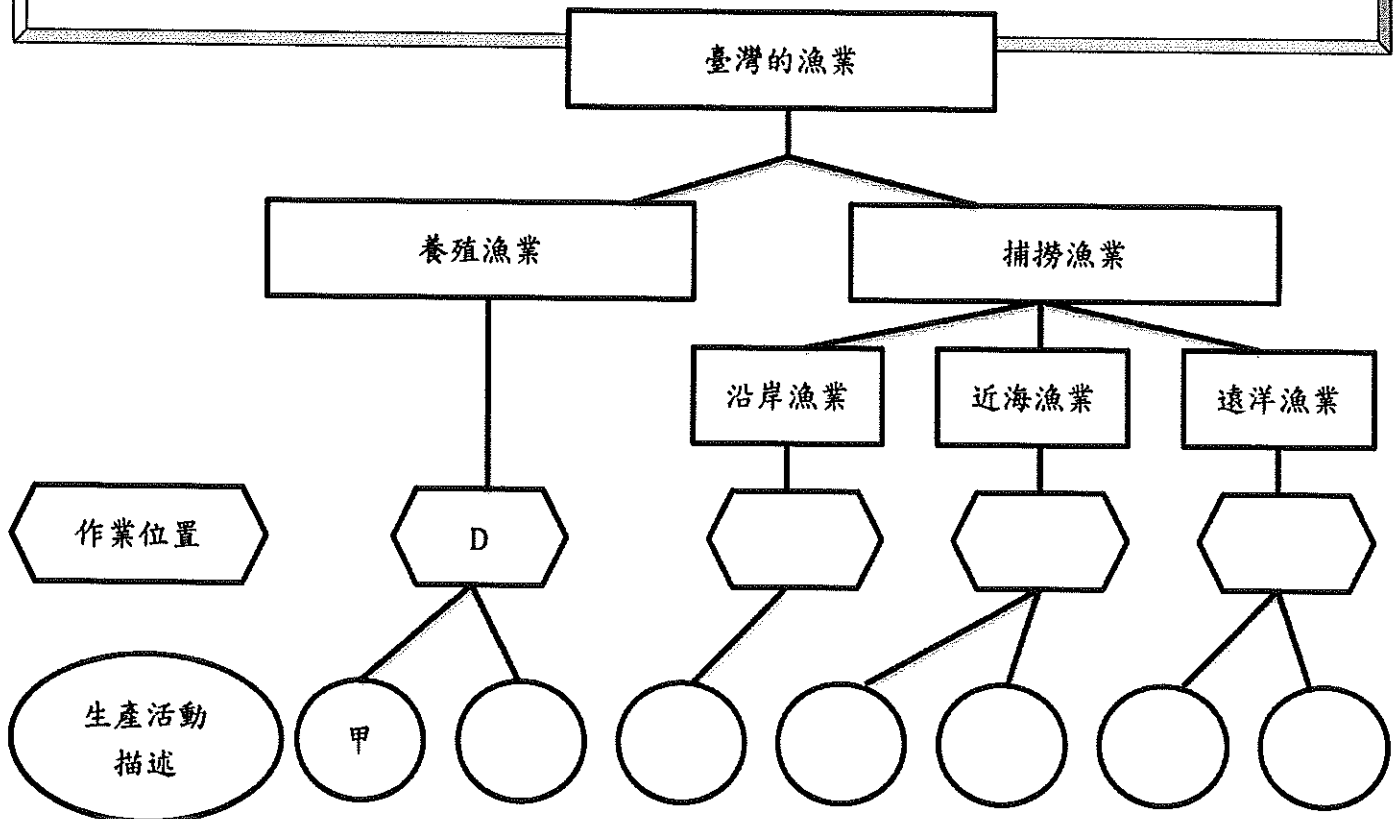 臺灣的漁業
養殖漁業
捕撈漁業
沿岸漁業
近海漁業
遠洋漁業
作業位置
D
生產活動
描述
甲